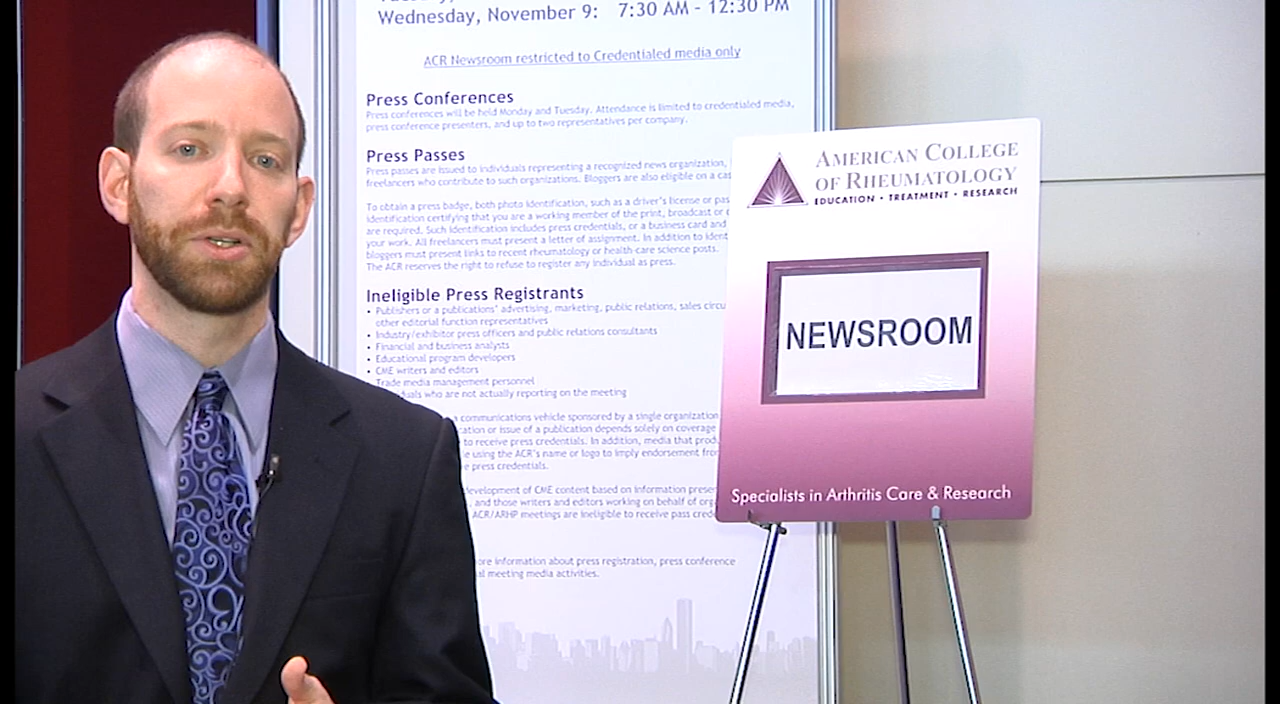 Wednesday, November 9: 7:30 AM - 12:30 PM
ACR Newsroom restricted to Credentialed media only
Press Conferences
Press conferences will be held Monday and Tuesday. Attendance is limited to credentialed media,
press conference presenters, and up to two representatives per company.
Press Passes
Press passes are issued to individuals representing a recognized news organization,
freelancers who contribute to such organizations. Bloggers are also eligible on a
To obtain a press badge, both photo identification, such as a driver's license or
identification certifying that you are a working member of the print, broadcast or
are required. Such identification includes press credentials, or a business card and
your work. All freelancers must present a letter of assignment. In addition to
bloggers must present links to recent rheumatology or health-care science posts.
The ACR reserves the right to refuse to register any individual as press.
Ineligible Press Registrants
• Publishers or a publications' advertising, marketing, public relations, sales
other editorial function representatives
• Industry/exhibitor press officers and public relations consultants
• Financial and business analysts
• Educational program developers
• CME writers and editors
Trade media management personnel
who are not actually reporting on the meeting
a communications vehicle sponsored by a single organization
or issue of a publication depends solely on coverage
to receive press credentials. In addition, media that
using the ACR's name or logo to imply endorsement
press credentials.
development of CME content based on information
and those writers and editors working on behalf of
ACR/ARHP meetings are ineligible to receive pass
information about press registration, press conference
meeting media activities.
AMERICAN COLLEGE
OF RHEUMATOLOGY
EDUCATION • TREATMENT • RESEARCH
NEWSROOM
Specialists in Arthritis Care & Research